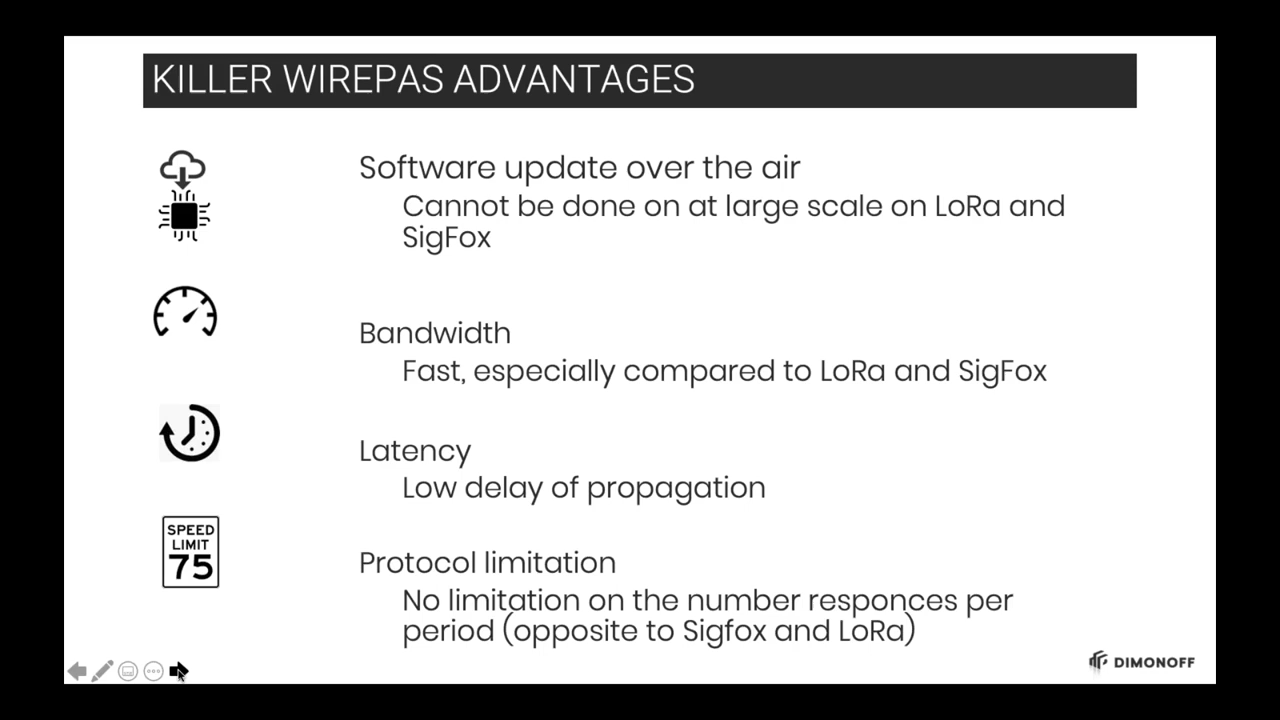 KILLER WIREPAS ADVANTAGES
Software update over the air
Cannot be done on at large scale on LoRa and
SigFox
Bandwidth
Fast, especially compared to LoRa and SigFox
Latency
Low delay of propagation
SPEED
LIMIT
75
Protocol limitation
No limitation on the number responces per
period (opposite to Sigfox and LoRa)
DIMONOFF